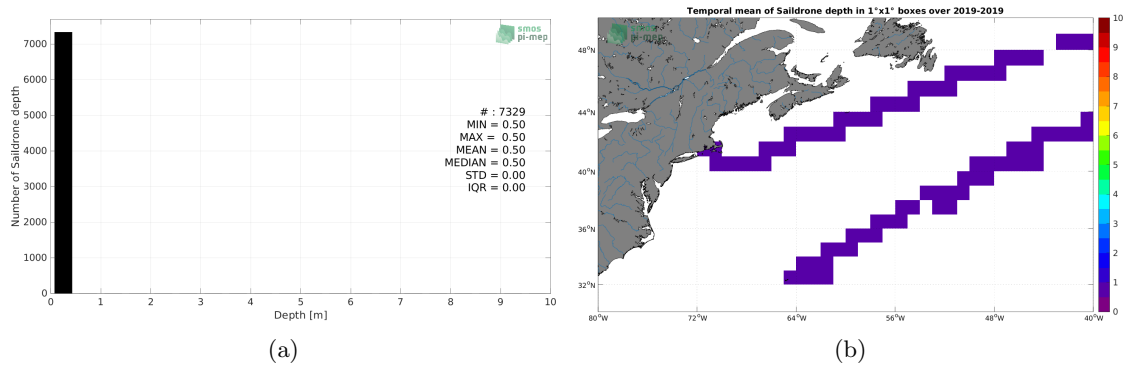 smos
pi-mep
# : 7329
MIN = 0.50
MAX = 0.50
MEAN = 0.50
MEDIAN = 0.50
STD = 0.00
IQR = 0.00
Number of Saildrone depth
7000
6000
5000
4000
3000
2000
1000
0
0 1 2 3 4 5 6 7 8 9 10
Depth [m]
(a)
Temporal mean of Saildrone depth in 1°x1° boxes over 2019-2019
smos
pi-mep
48°N
44°N
40°N
36°N
32°N
80°W 72°W 64°W 56°W 48°W 40°W
10
9
8
7
6
5
4
3
2
1
0
(b)